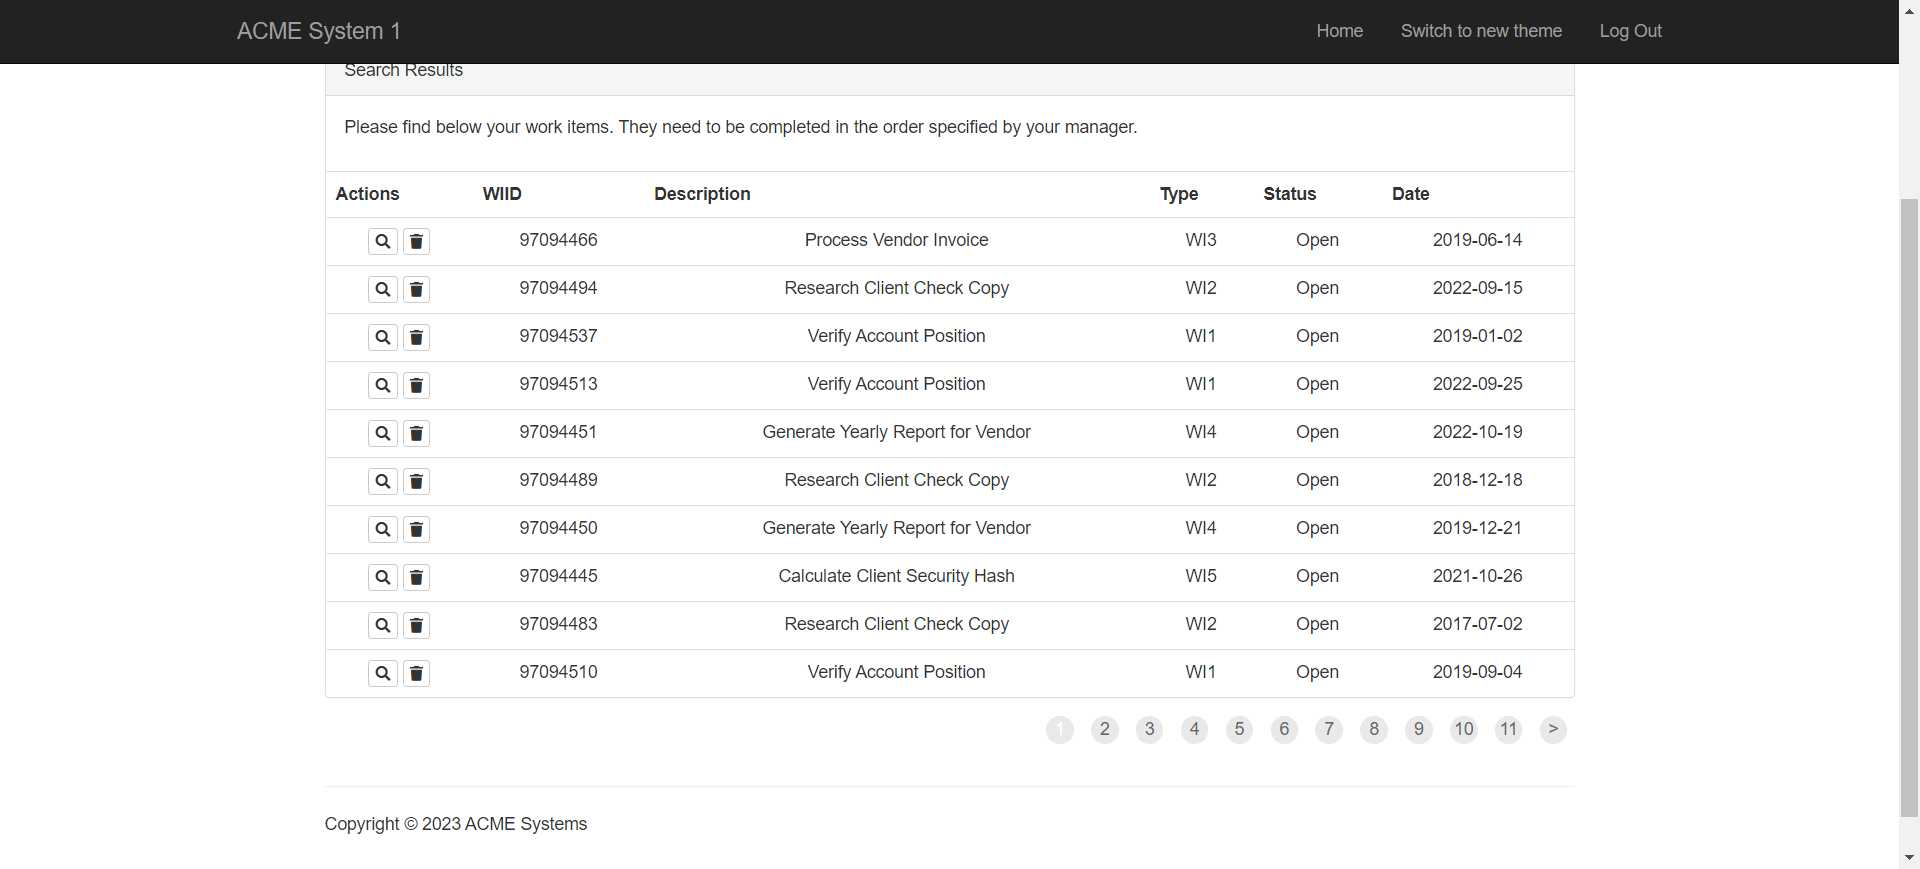 ACME System 1 Home Switch to new theme Log Out
Search Results
Please find below your work items. They need to be completed in the order specified by your manager.
Actions WIID Description Type Status Date
97094466 Process Vendor Invoice WI3 Open 2019-06-14
97094494 Research Client Check Copy WI2 Open 2022-09-15
97094537 Verify Account Position WI1 Open 2019-01-02
97094513 Verify Account Position WI1 Open 2022-09-25
97094451 Generate Yearly Report for Vendor WI4 Open 2022-10-19
97094489 Research Client Check Copy WI2 Open 2018-12-18
97094450 Generate Yearly Report for Vendor WI4 Open 2019-12-21
97094445 Calculate Client Security Hash WI5 Open 2021-10-26
97094483 Research Client Check Copy WI2 Open 2017-07-02
97094510 Verify Account Position WI1 Open 2019-09-04
1 2 3 4 5 6 7 8 9 10 11 >
Copyright © 2023 ACME Systems